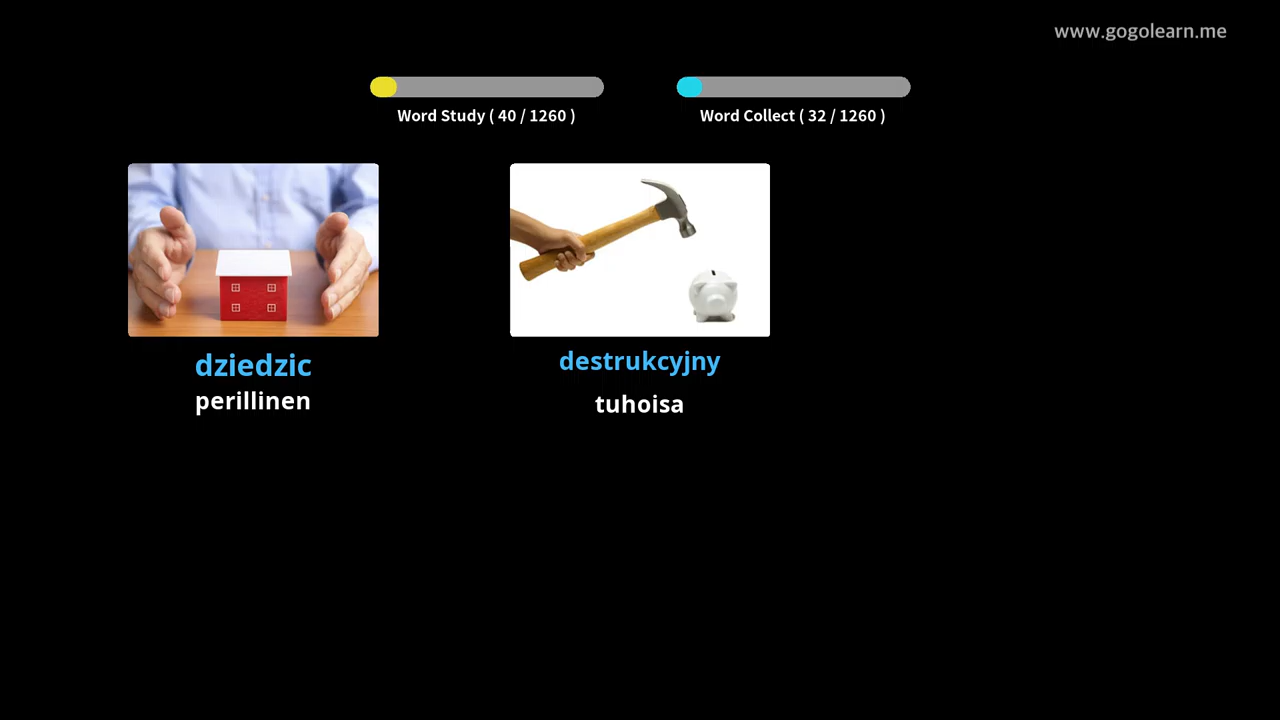 www.gogolearn.me
Word Study ( 40 / 1260 )
Word Collect ( 32 / 1260 )
dziedzic
perillinen
destrukcyjny
tuhoisa